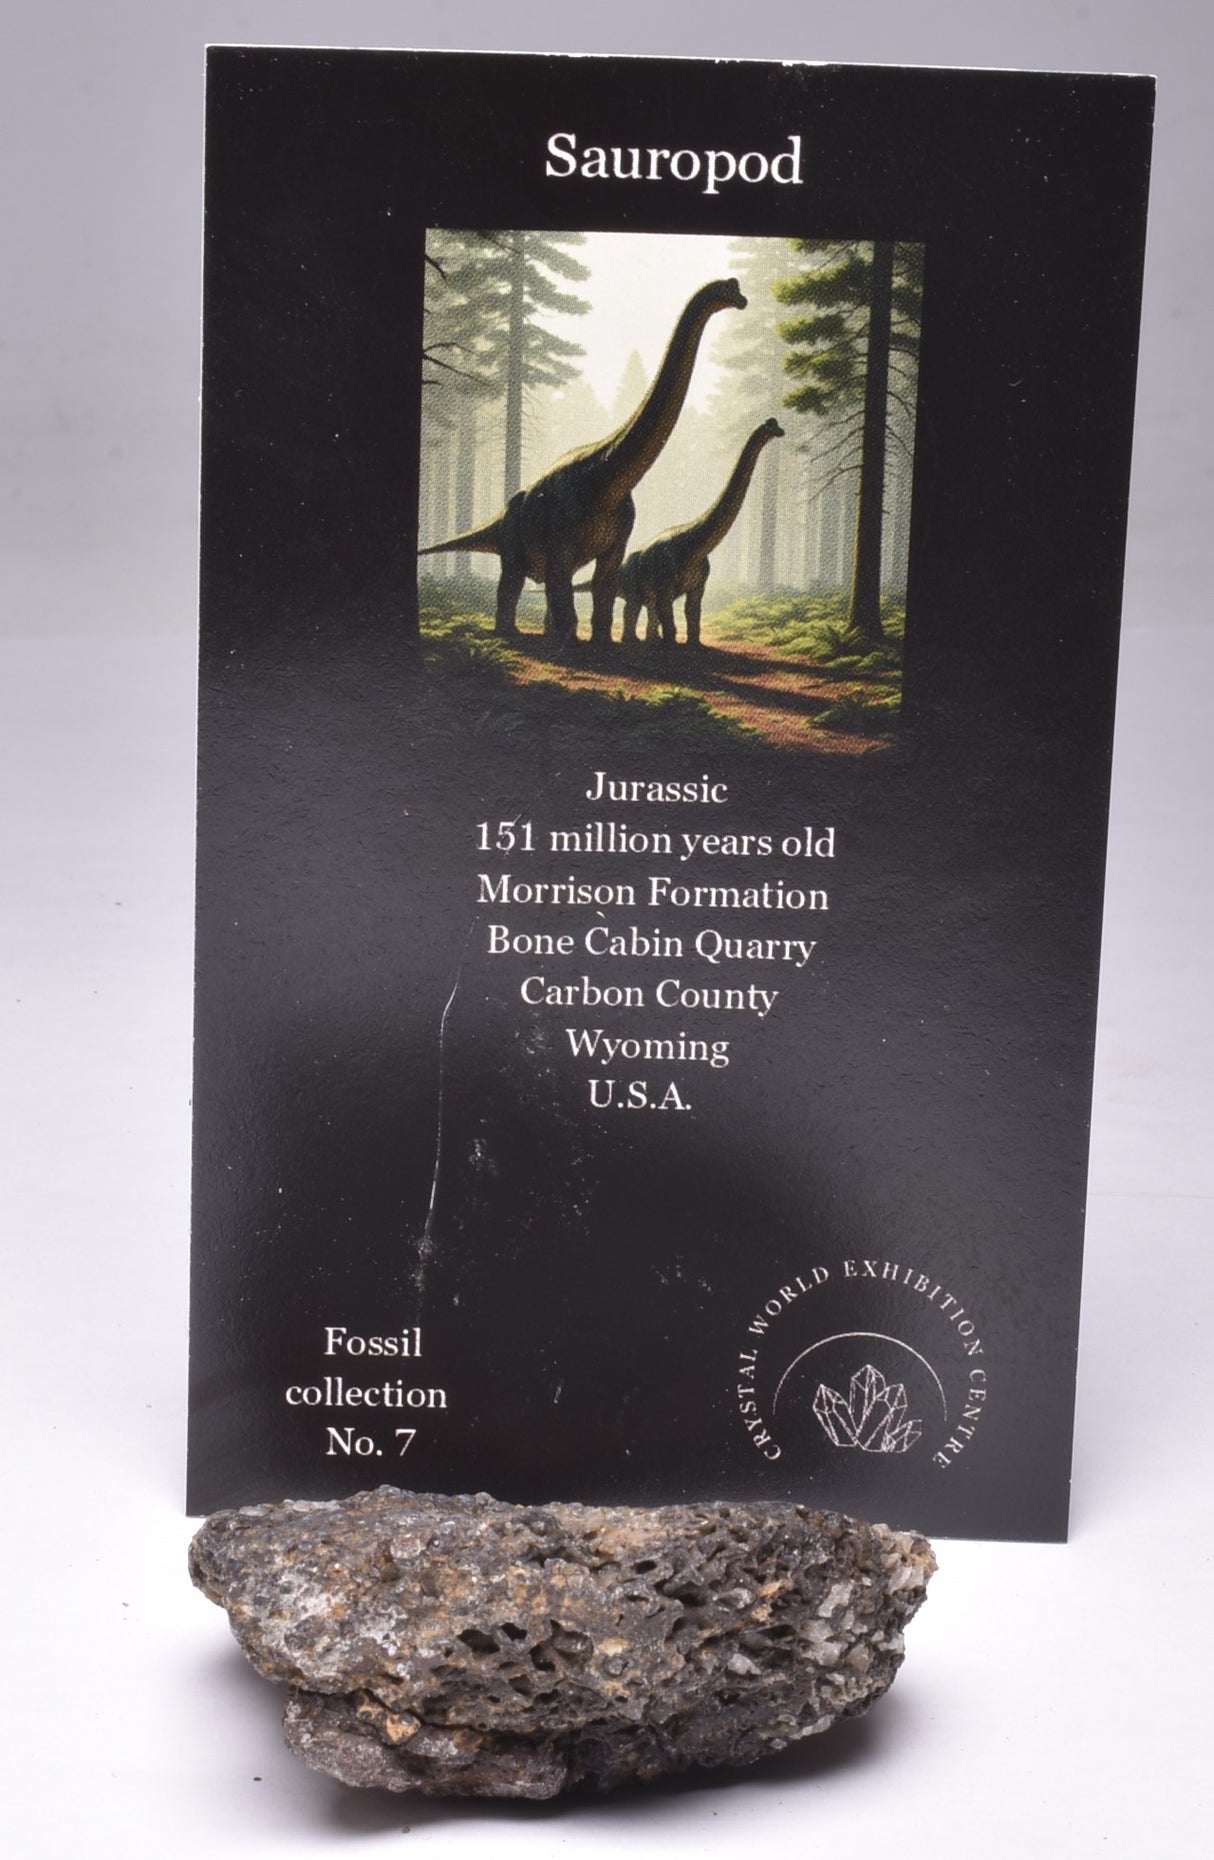 Sauropod
Jurassic
151 million years old
Morrison Formation
Bone Cabin Quarry
Carbon County
Wyoming
U.S.A.
Fossil
collection
No. 7
CRYSTAL WORLD EXHIBITION CENTRE